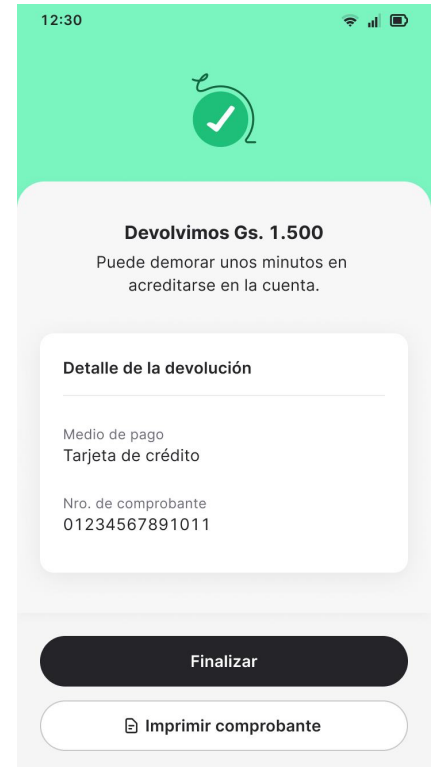 12:30
Devolvimos Gs. 1.500
Puede demorar unos minutos en
acreditarse en la cuenta.
Detalle de la devolución
Medio de pago
Tarjeta de crédito
Nro. de comprobante
01234567891011
Finalizar
Imprimir comprobante